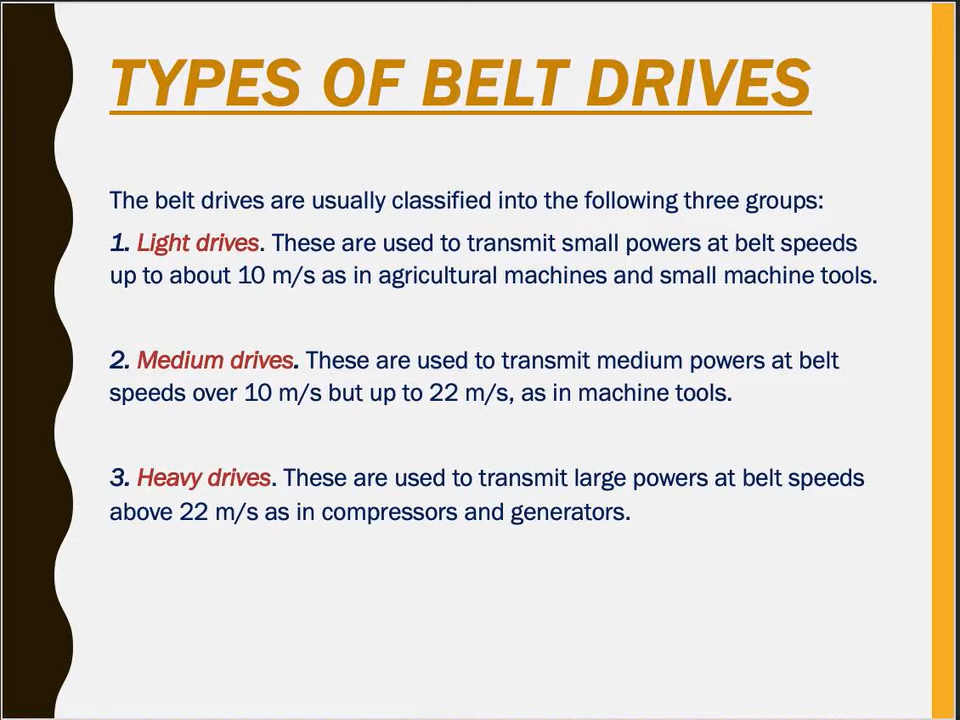 TYPES OF BELT DRIVES
The belt drives are usually classified into the following three groups:
1. Light drives. These are used to transmit small powers at belt speeds
up to about 10 m/s as in agricultural machines and small machine tools.
2. Medium drives. These are used to transmit medium powers at belt
speeds over 10 m/s but up to 22 m/s, as in machine tools.
3. Heavy drives. These are used to transmit large powers at belt speeds
above 22 m/s as in compressors and generators.